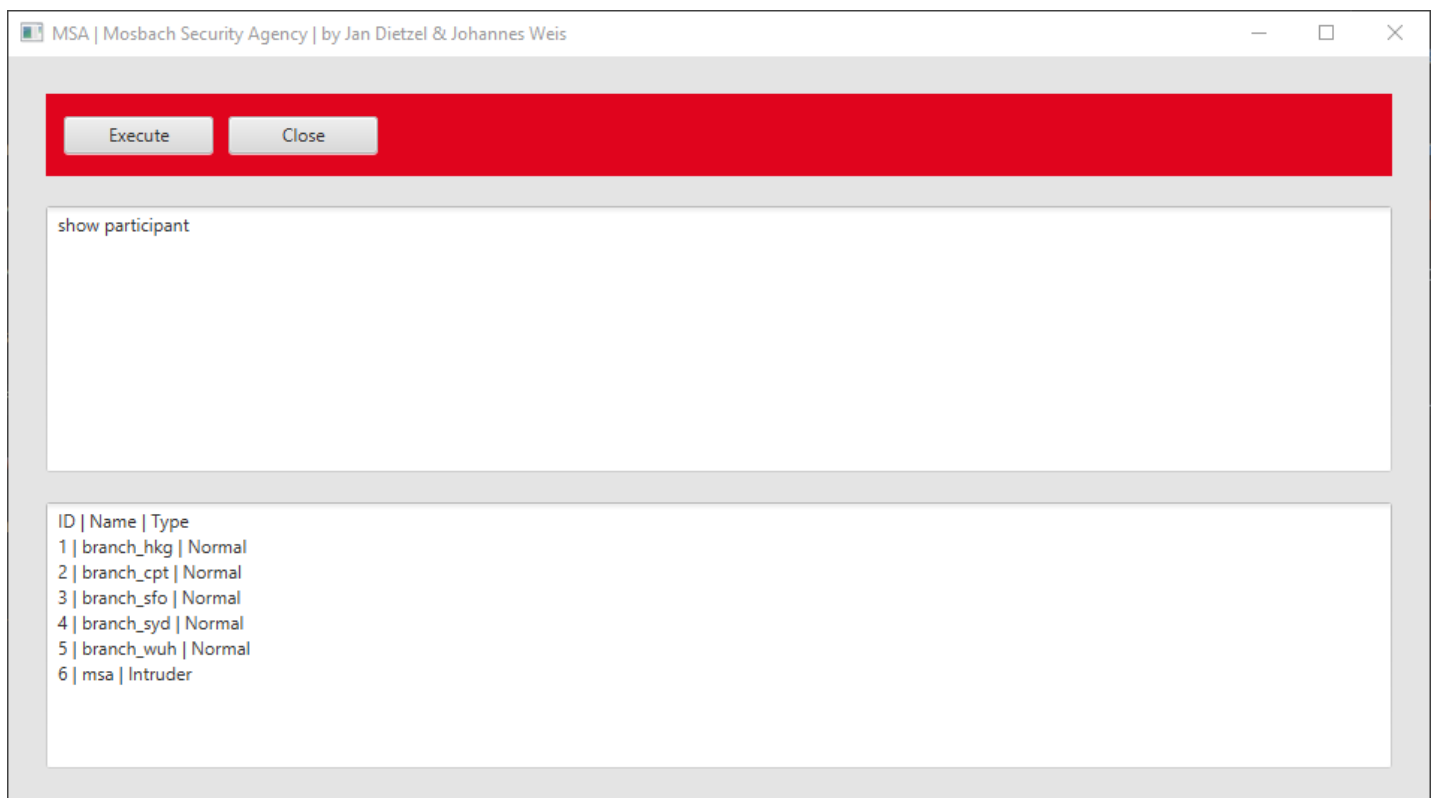 MSA | Mosbach Security Agency | by Jan Dietzel & Johannes Weis
Execute Close
show participant
ID | Name | Type
1 | branch_hkg | Normal
2 | branch_cpt | Normal
3 | branch_sfo | Normal
4 | branch_syd | Normal
5 | branch_wuh | Normal
6 | msa | Intruder